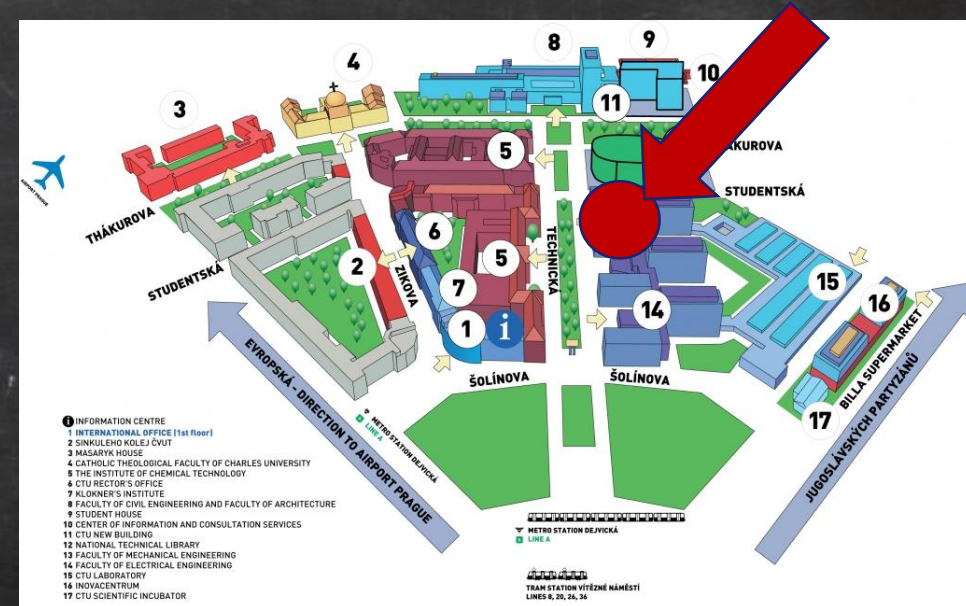 8
9
4
10
3
11
5
ÁKUROVA
AIRPORT PRAGUE
STUDENTSKÁ
THÁKUROVA
6
TECHNICKÁ
STUDENTSKÁ
2
ZIKOVA
5
15
7
16
14
1
i
BILLA SUPERMARKET
ŠOLÍNOVA
ŠOLÍNOVA
17
EVROPSKÁ - DIRECTION TO AIRPORT PRAGUE
JUGOSLÁVSKÝCH PARTYZÁNŮ
METRO STATION DEJVICKÁ
LINE A
i INFORMATION CENTRE
1 INTERNATIONAL OFFICE (1st floor)
2 SINKULEHO KOLEJ ČVUT
3 MASARYK HOUSE
4 CATHOLIC THEOLOGICAL FACULTY OF CHARLES UNIVERSITY
5 THE INSTITUTE OF CHEMICAL TECHNOLOGY
6 CTU RECTOR'S OFFICE
7 KLOKNER'S INSTITUTE
8 FACULTY OF CIVIL ENGINEERING AND FACULTY OF ARCHITECTURE
9 STUDENT HOUSE
10 CENTER OF INFORMATION AND CONSULTATION SERVICES
11 CTU NEW BUILDING
12 NATIONAL TECHNICAL LIBRARY
13 FACULTY OF MECHANICAL ENGINEERING
14 FACULTY OF ELECTRICAL ENGINEERING
15 CTU LABORATORY
16 INOVACENTRUM
17 CTU SCIENTIFIC INCUBATOR
METRO STATION DEJVICKÁ
LINE A
TRAM STATION VÍTĚZNÉ NÁMĚSTÍ
LINES 8, 20, 26, 36